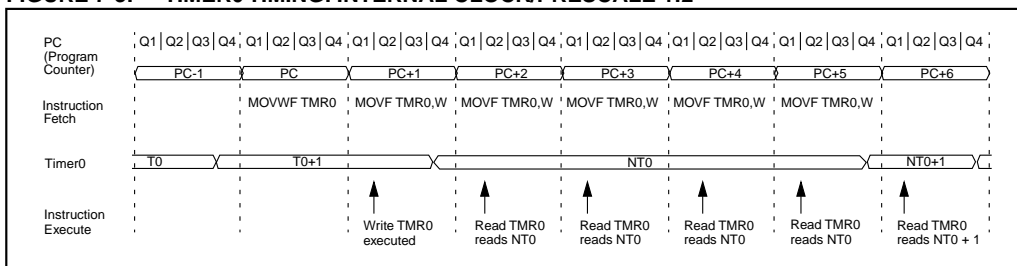 FIGURE 7-3: TIMER0 TIMING: INTERNAL CLOCK/PRESCALE 1:2
PC (Program Counter)
Q1 Q2 Q3 Q4 Q1 Q2 Q3 Q4 Q1 Q2 Q3 Q4 Q1 Q2 Q3 Q4 Q1 Q2 Q3 Q4 Q1 Q2 Q3 Q4 Q1 Q2 Q3 Q4 Q1 Q2 Q3 Q4
PC-1 PC PC+1 PC+2 PC+3 PC+4 PC+5 PC+6
Instruction Fetch
MOVWF TMR0 MOVF TMR0,W MOVF TMR0,W MOVF TMR0,W MOVF TMR0,W MOVF TMR0,W
Timer0
T0 T0+1 NT0 NT0+1
Instruction Execute
Write TMR0 executed
Read TMR0 reads NT0
Read TMR0 reads NT0
Read TMR0 reads NT0
Read TMR0 reads NT0
Read TMR0 reads NT0 + 1